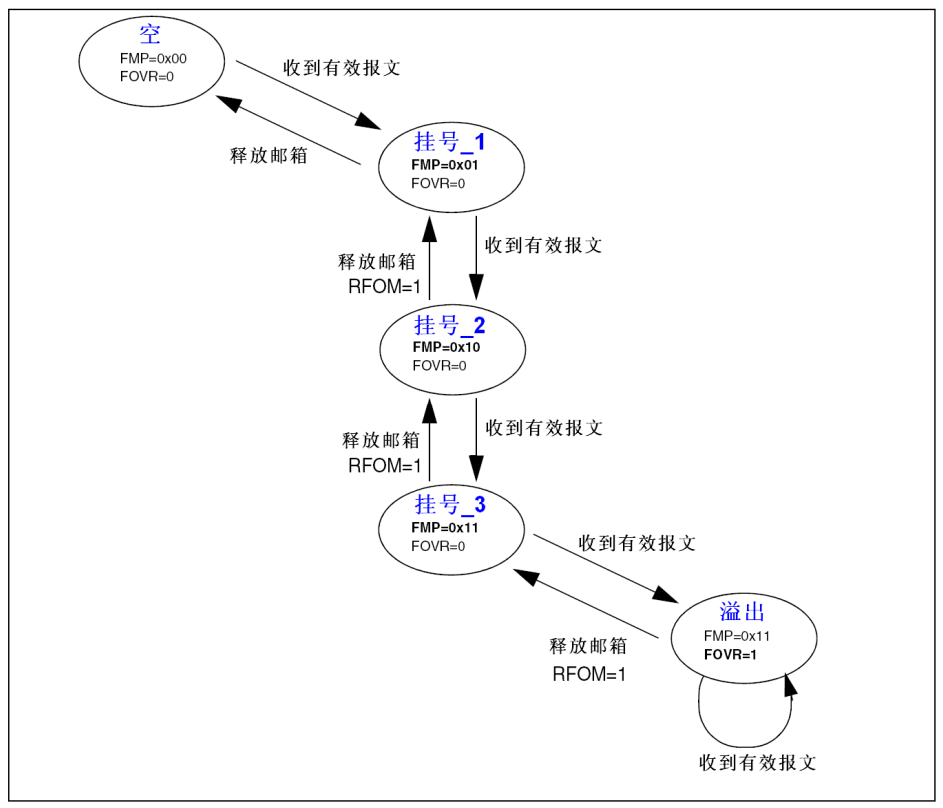 空
FMP=0x00
FOVR=0
收到有效报文
释放邮箱
挂号_1
FMP=0x01
FOVR=0
收到有效报文
释放邮箱
RFOM=1
挂号_2
FMP=0x10
FOVR=0
收到有效报文
释放邮箱
RFOM=1
挂号_3
FMP=0x11
FOVR=0
收到有效报文
释放邮箱
RFOM=1
溢出
FMP=0x11
FOVR=1
收到有效报文